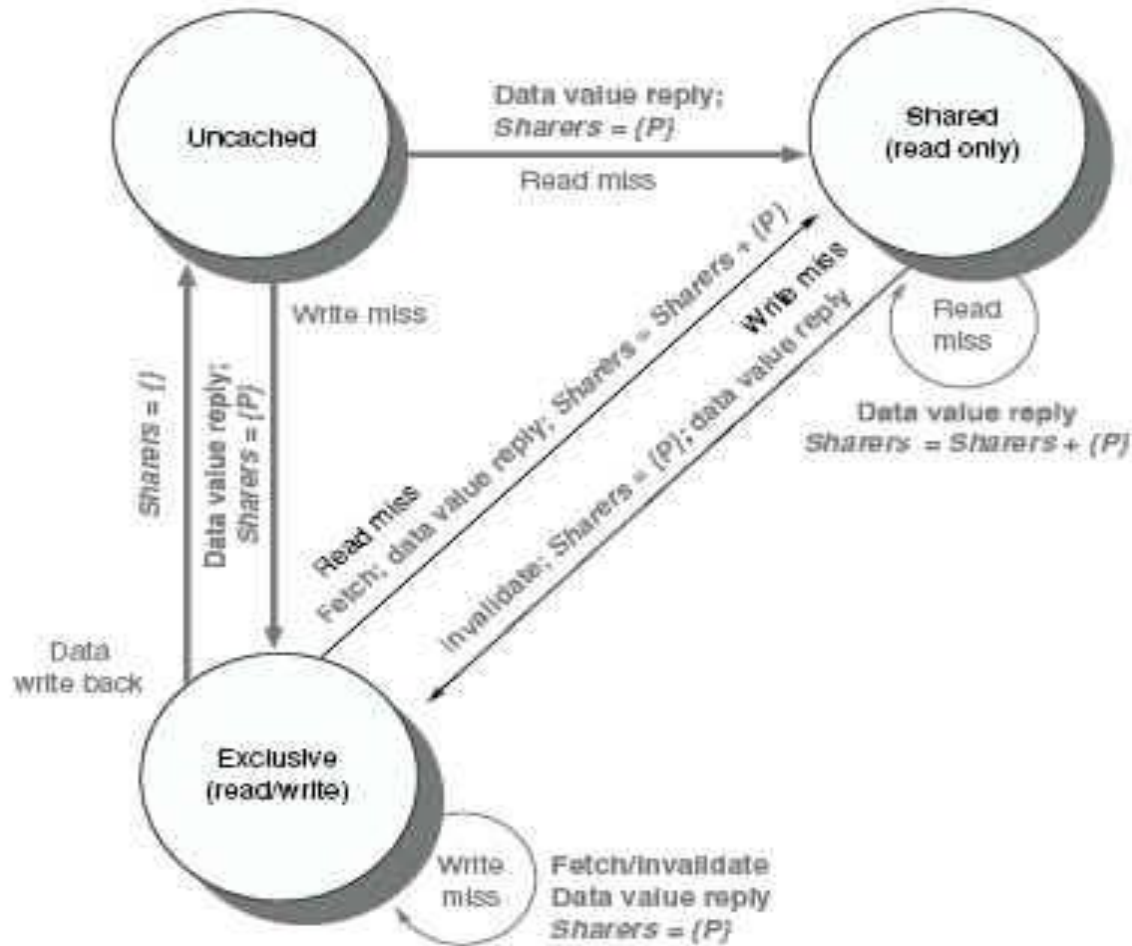 Uncached
Data value reply;
Sharers = {P}
Read miss
Shared
(read only)
Write miss
Sharers = {}
Data value reply;
Sharers = {P}
Read miss
Fetch; data value reply; Sharers = Sharers + {P}
Write miss
Invalidate; Sharers = {P}; data value reply
Read
miss
Data value reply
Sharers = Sharers + {P}
Data
write back
Exclusive
(read/write)
Write
miss
Fetch/invalidate
Data value reply
Sharers = {P}